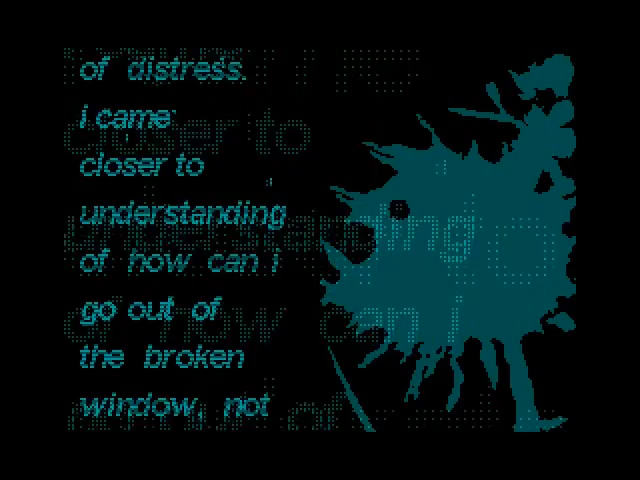 of distress.
i came
closer to
understanding
of how can i
go out of
the broken
window, not